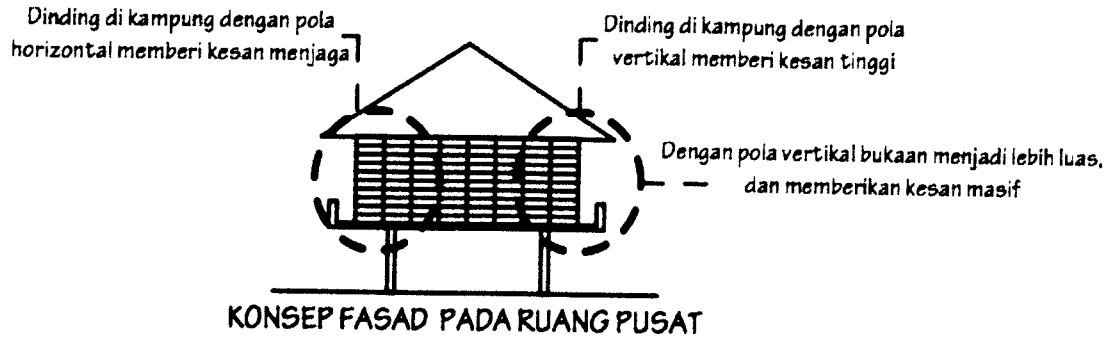 Dinding di kampung dengan pola
horizontal memberi kesan menjaga
Dinding di kampung dengan pola
vertikal memberi kesan tinggi
Dengan pola vertikal bukaan menjadi lebih luas,
dan memberikan kesan masif
KONSEP FASAD PADA RUANG PUSAT